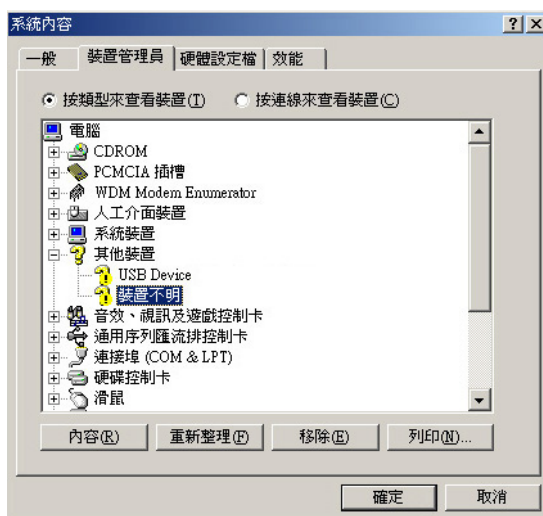 系統內容
一般 裝置管理員 硬體設定檔 效能
按類型來查看裝置(T) 按連線來查看裝置(C)
電腦
CDROM
PCMCIA 插槽
WDM Modem Enumerator
人工介面裝置
系統裝置
其他裝置
USB Device
裝置不明
音效、視訊及遊戲控制卡
通用序列匯流排控制卡
連接埠 (COM & LPT)
硬碟控制卡
滑鼠
內容(R) 重新整理(F) 移除(E) 列印(N)...
確定 取消